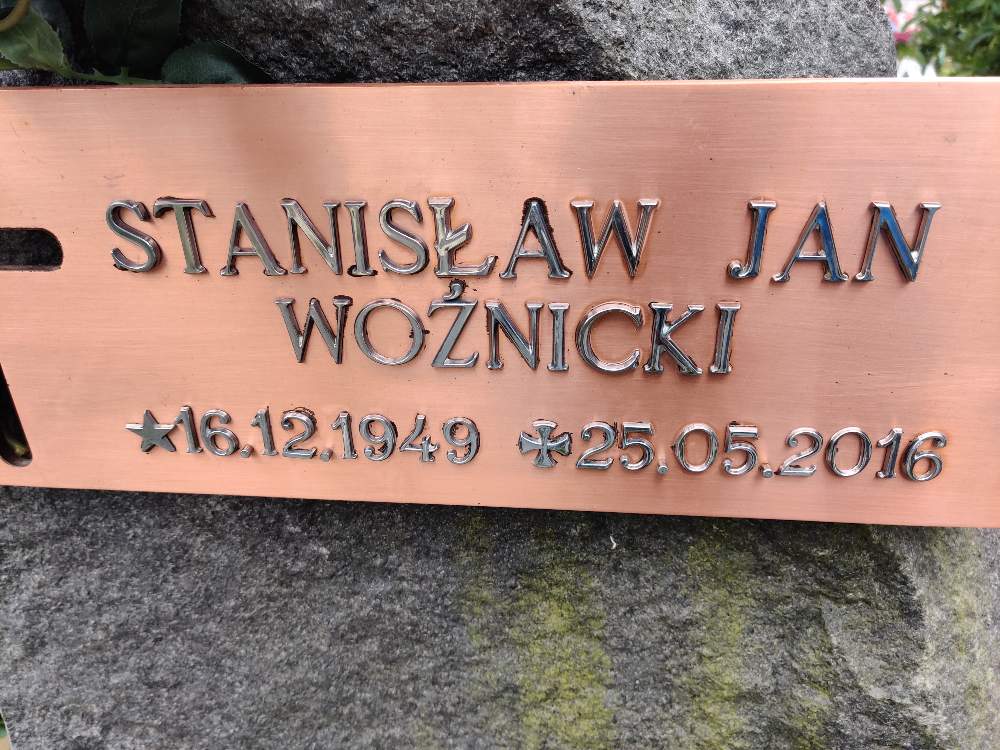 STANISŁAW JAN
WOŹNICKI
★16.12.1949 ✠25.05.2016